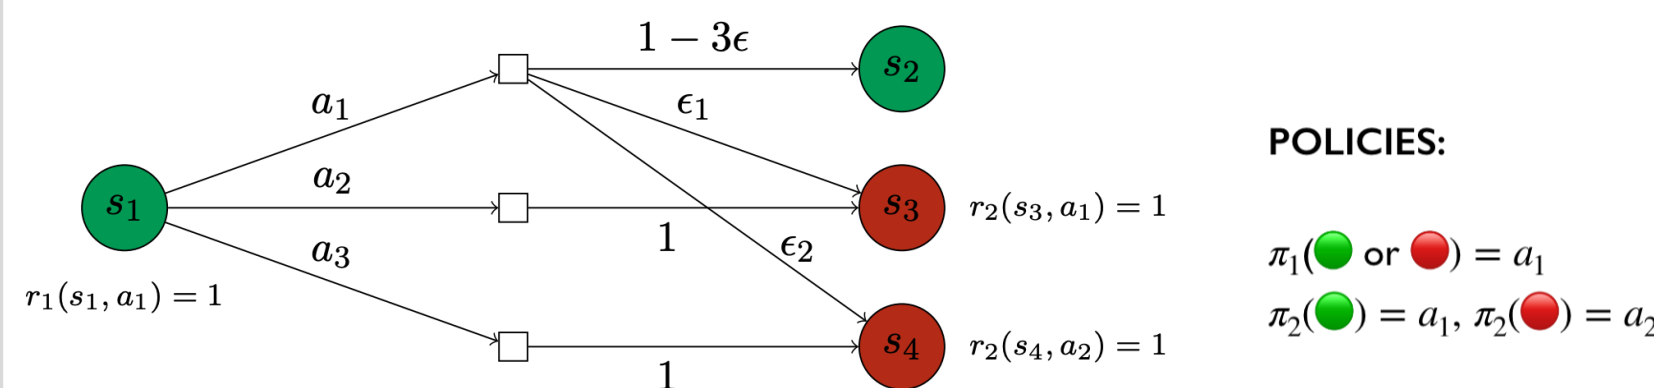 1 − 3ϵ
s₂
a₁
ϵ₁
POLICIES:
a₂
s₁
s₃
r₂(s₃, a₁) = 1
1
ϵ₂
a₃
π₁(🟢 or 🔴) = a₁
r₁(s₁, a₁) = 1
π₂(🟢) = a₁, π₂(🔴) = a₂
s₄
r₂(s₄, a₂) = 1
1